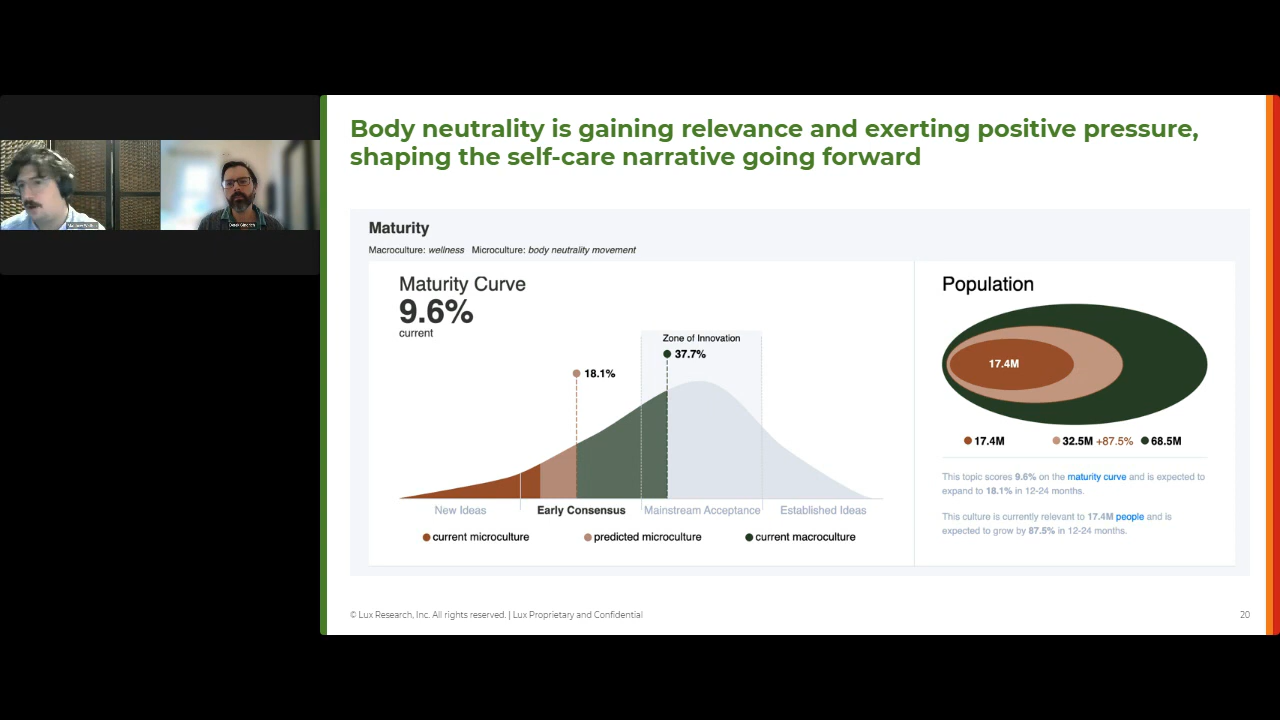 Body neutrality is gaining relevance and exerting positive pressure,
shaping the self-care narrative going forward
Maturity
Macroculture: wellness Microculture: body neutrality movement
Maturity Curve
9.6%
current
Zone of Innovation
37.7%
18.1%
New Ideas Early Consensus Mainstream Acceptance Established Ideas
current microculture predicted microculture current macroculture
Population
17.4M
17.4M 32.5M +87.5% 68.5M
This topic scores 9.6% on the maturity curve and is expected to
expand to 18.1% in 12-24 months.
This culture is currently relevant to 17.4M people and is
expected to grow by 87.5% in 12-24 months.
© Lux Research, Inc. All rights reserved. | Lux Proprietary and Confidential
20